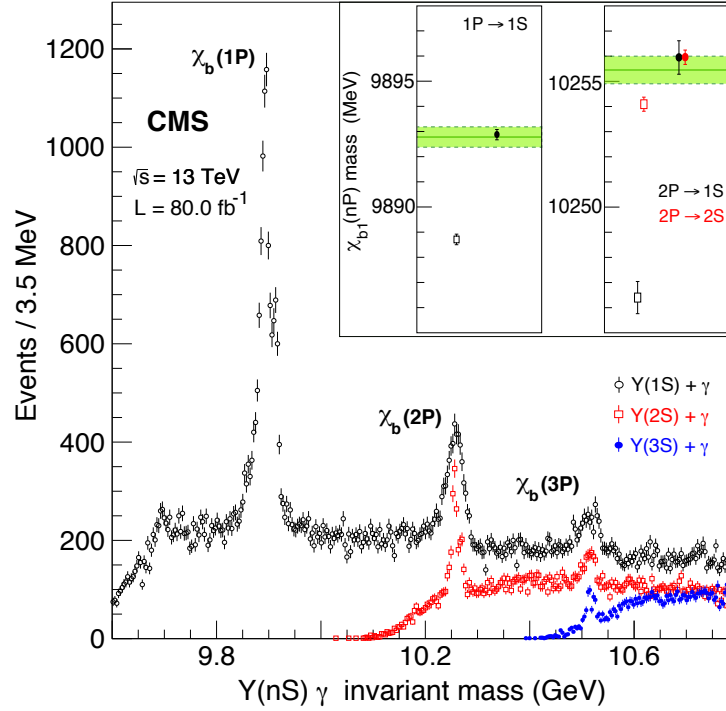 1P → 1S
χb1(nP) mass (MeV)
9895
9890
10255
10250
2P → 1S
2P → 2S
χb(1P)
CMS
√s = 13 TeV
L = 80.0 fb⁻¹
Events / 3.5 MeV
1200
1000
800
600
400
200
0
Υ(1S) + γ
Υ(2S) + γ
Υ(3S) + γ
χb(2P)
χb(3P)
9.8
10.2
10.6
Υ(nS) γ invariant mass (GeV)